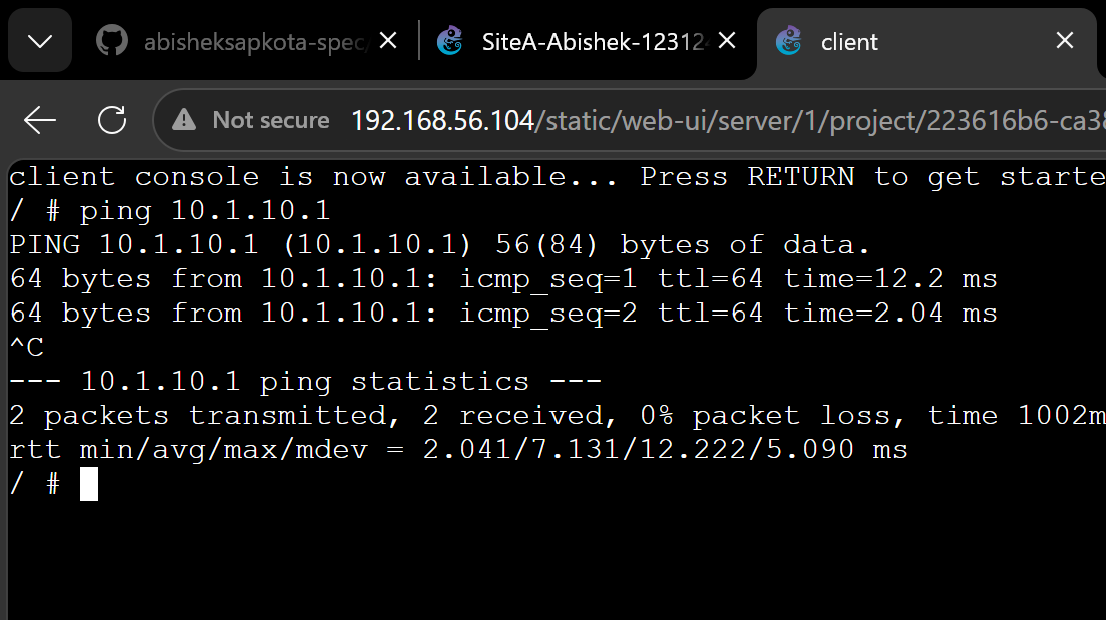 abisheksapkota-spec/
SiteA-Abishek-12312
client
Not secure
192.168.56.104/static/web-ui/server/1/project/223616b6-ca38
client console is now available... Press RETURN to get starte
/ # ping 10.1.10.1
PING 10.1.10.1 (10.1.10.1) 56(84) bytes of data.
64 bytes from 10.1.10.1: icmp_seq=1 ttl=64 time=12.2 ms
64 bytes from 10.1.10.1: icmp_seq=2 ttl=64 time=2.04 ms
^C
--- 10.1.10.1 ping statistics ---
2 packets transmitted, 2 received, 0% packet loss, time 1002m
rtt min/avg/max/mdev = 2.041/7.131/12.222/5.090 ms
/ #